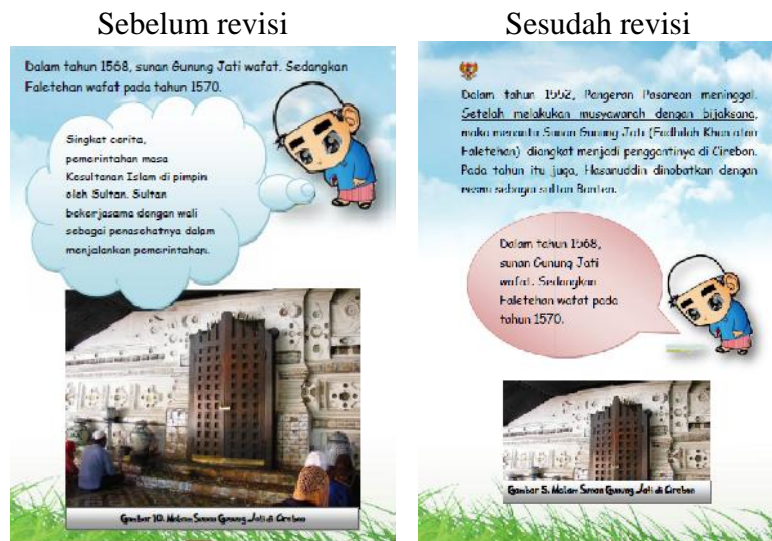 Sebelum revisi
Dalam tahun 1568, sunan Gunung Jati wafat. Sedangkan
Faletehan wafat pada tahun 1570.
Singkat cerita,
pemerintahan masa
Kesultanan Islam di pimpin
oleh Sultan. Sultan
bekerjasama dengan wali
sebagai penasehatnya dalam
menjalankan pemerintahan.
Gambar 10. Makam Sunan Gunung Jati di Cirebon
Sesudah revisi
Dalam tahun 1552, Pangeran Pasarean meninggal.
Setelah melakukan musyawarah dengan bijaksana,
maka menantu Sunan Gunung Jati (Fadhilah Khan atau
Faletehan) diangkat menjadi penggantinya di Cirebon.
Pada tahun itu juga, Hasanuddin dinobatkan dengan
resmi sebagai sultan Banten.
Dalam tahun 1568,
sunan Gunung Jati
wafat. Sedangkan
Faletehan wafat pada
tahun 1570.
Gambar 5. Makam Sunan Gunung Jati di Cirebon